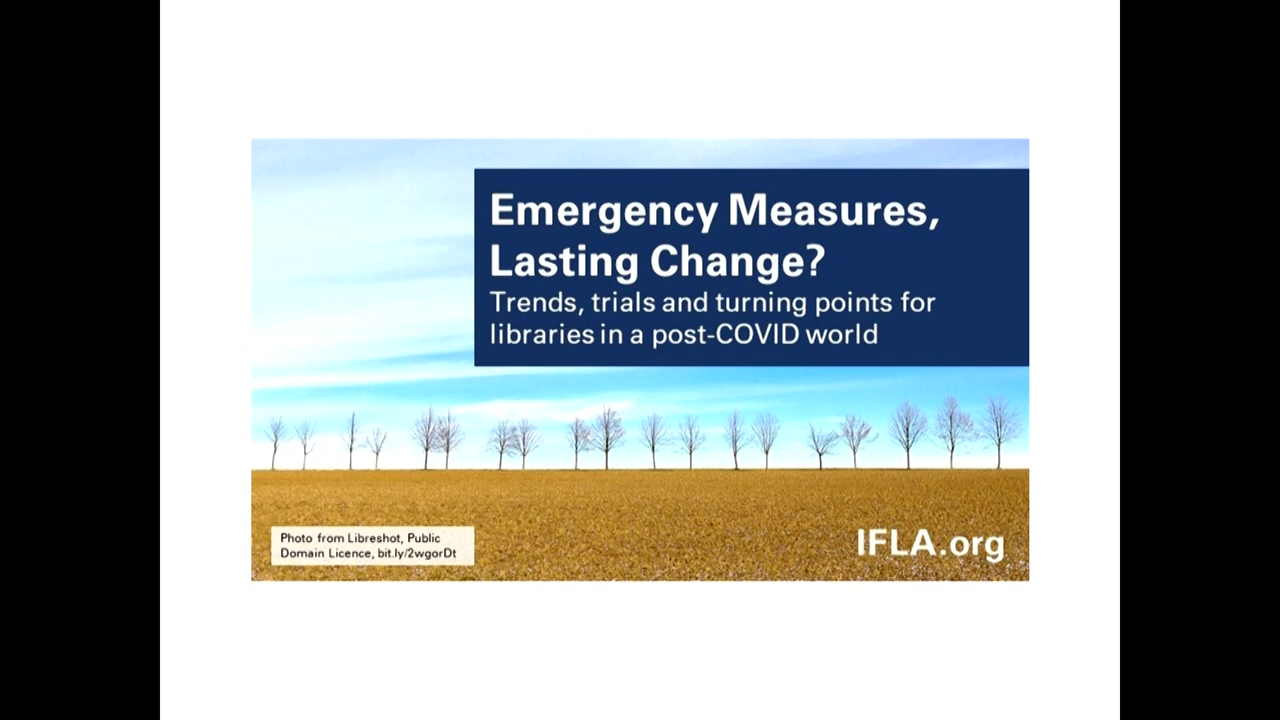 Emergency Measures,
Lasting Change?
Trends, trials and turning points for
libraries in a post-COVID world
Photo from Libreshot, Public
Domain Licence, bit.ly/2wgorDt
IFLA.org